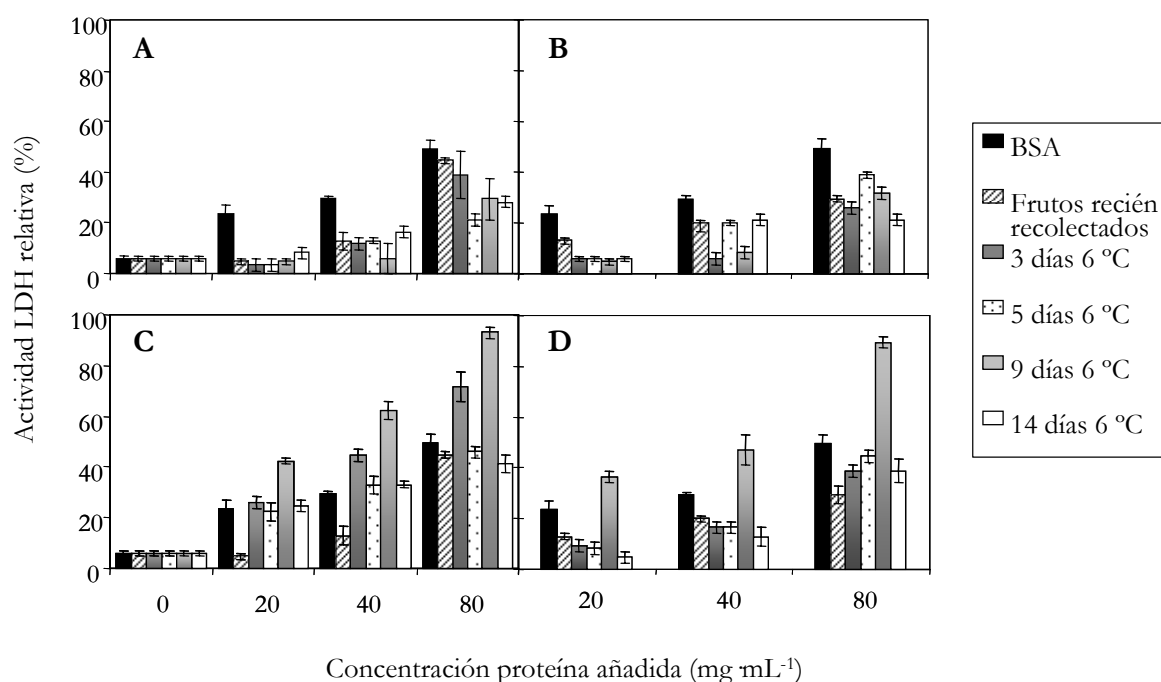 Actividad LDH relativa (%)
100
80
60
40
20
0
A
B
100
80
60
40
20
0
C
D
0
20
40
80
20
40
80
Concentración proteína añadida (mg·mL-1)
BSA
Frutos recién
recolectados
3 días 6 ºC
5 días 6 ºC
9 días 6 ºC
14 días 6 ºC